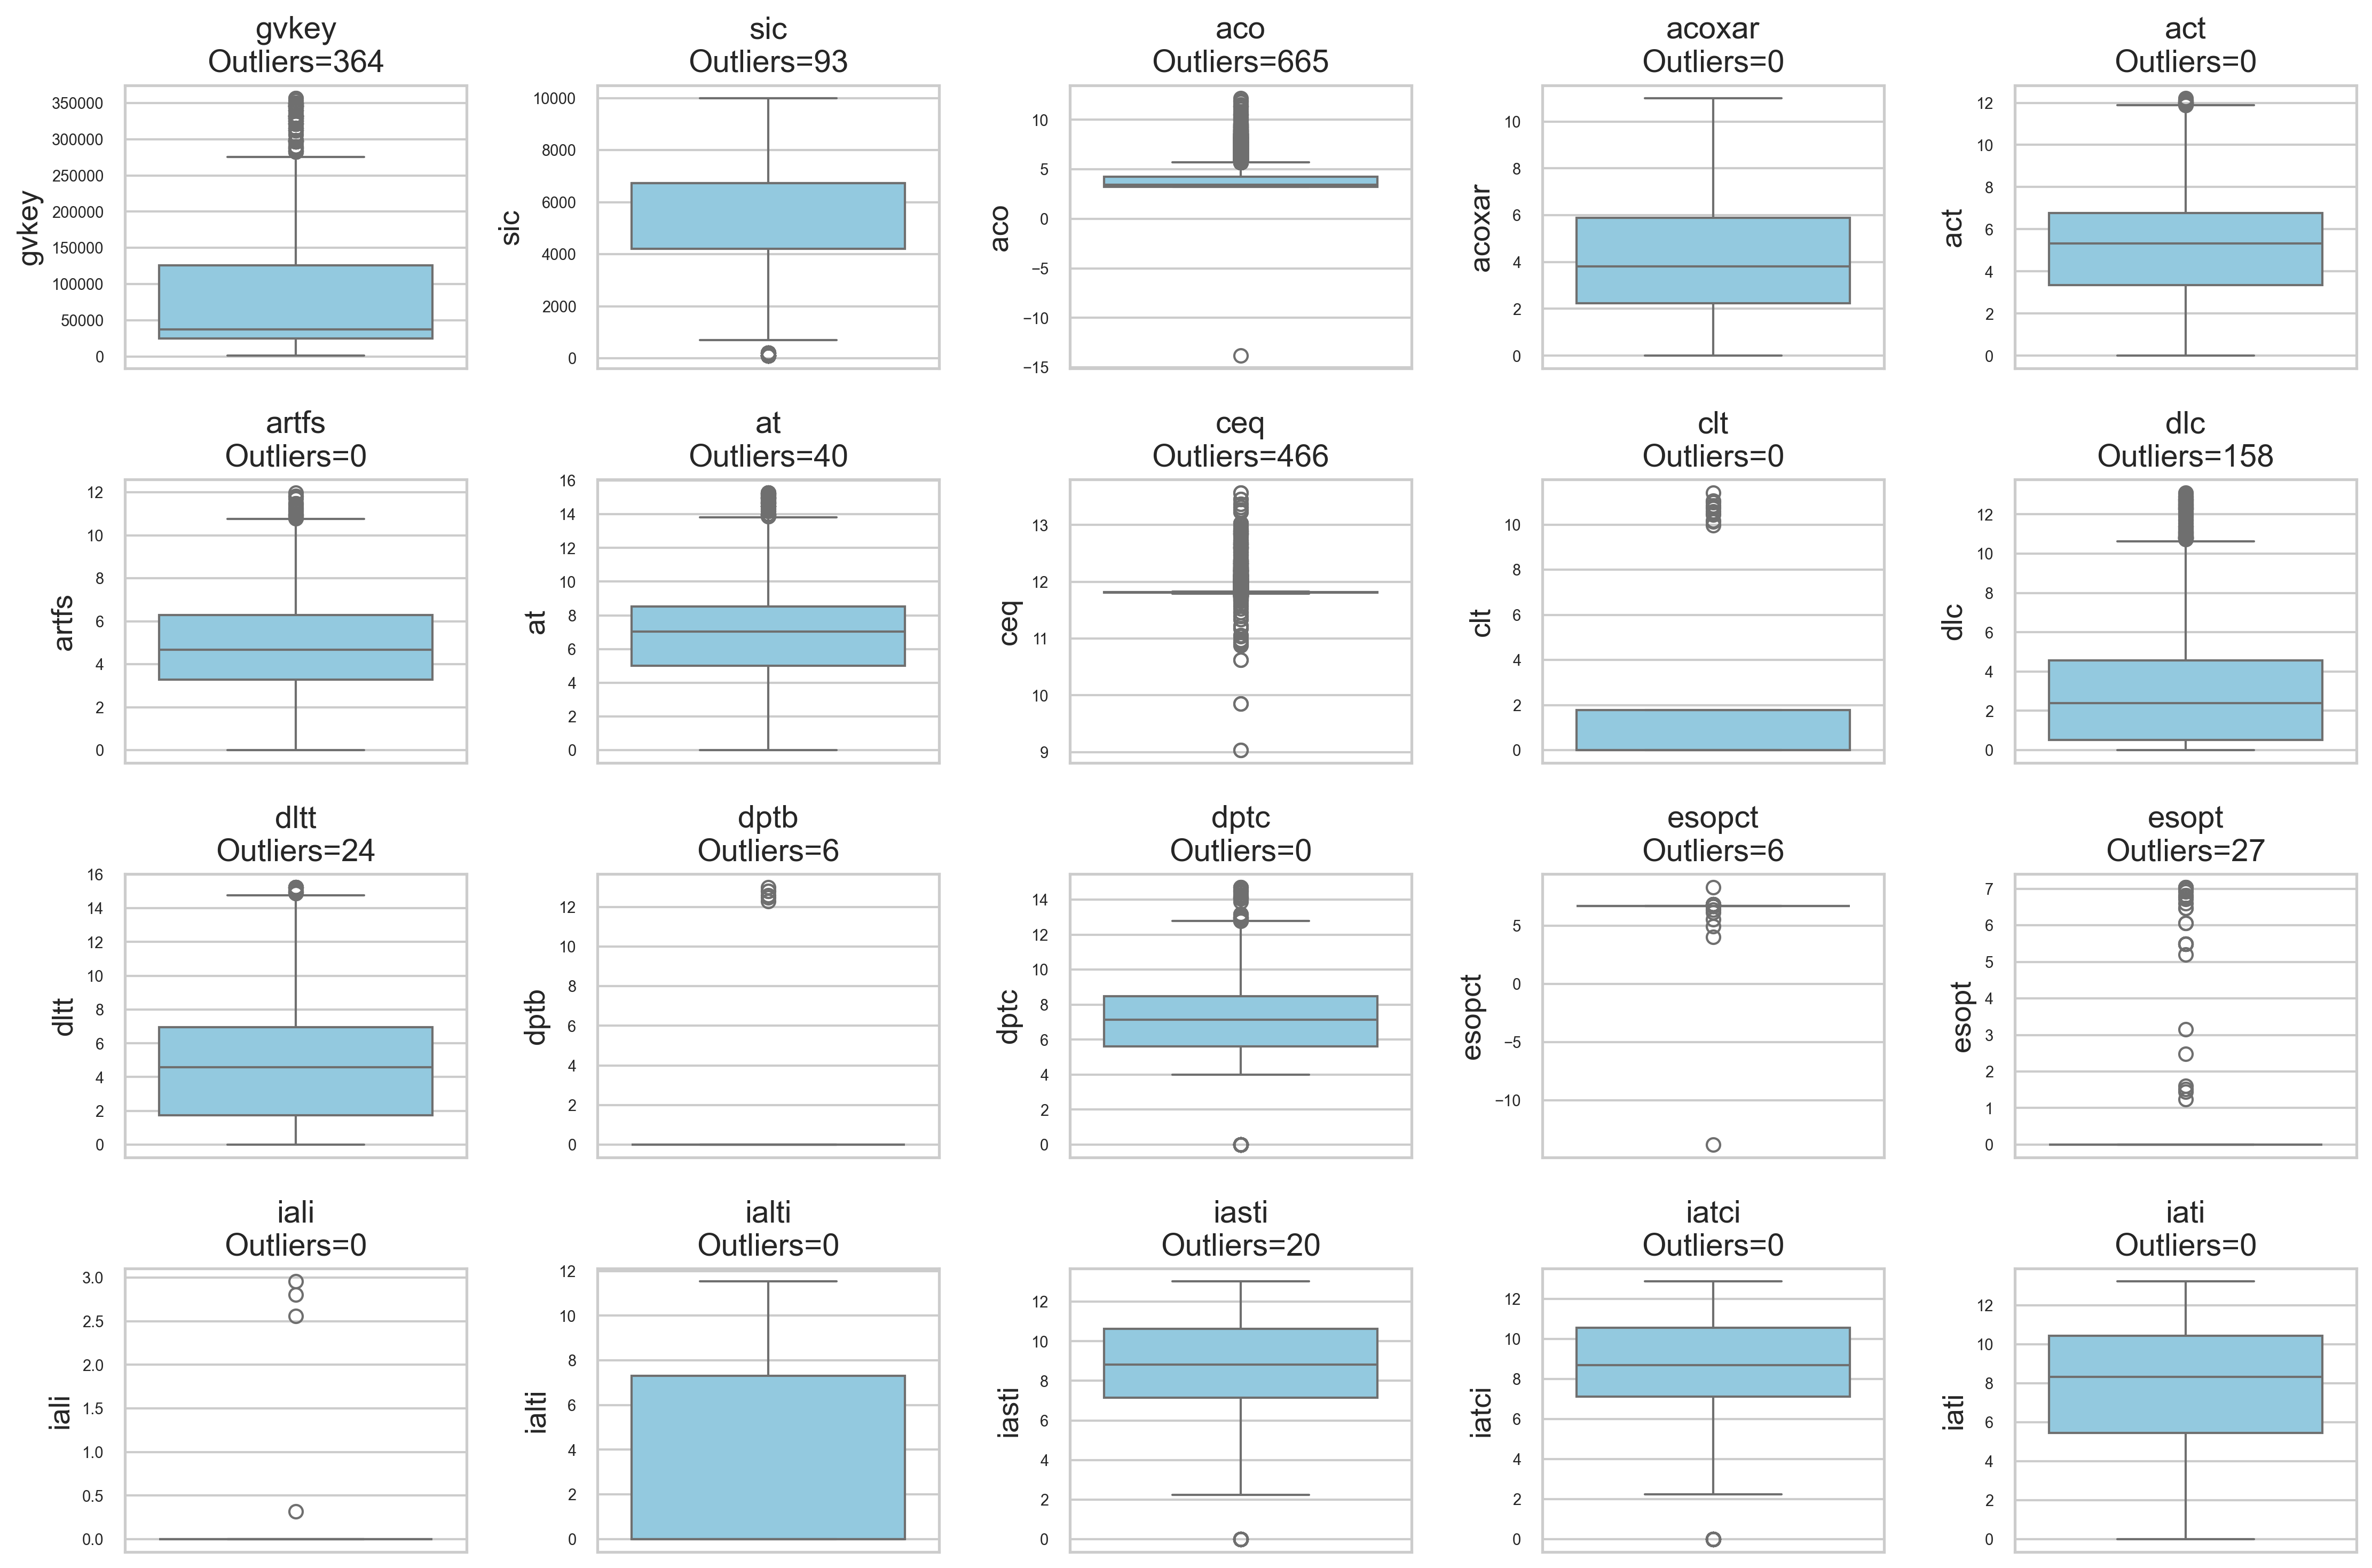 gvkey
Outliers=364
350000
300000
250000
200000
150000
100000
50000
0
gvkey
sic
Outliers=93
10000
8000
6000
4000
2000
0
sic
aco
Outliers=665
10
5
0
−5
−10
−15
aco
acoxar
Outliers=0
10
8
6
4
2
0
acoxar
act
Outliers=0
12
10
8
6
4
2
0
act
artfs
Outliers=0
12
10
8
6
4
2
0
artfs
at
Outliers=40
16
14
12
10
8
6
4
2
0
at
ceq
Outliers=466
13
12
11
10
9
ceq
clt
Outliers=0
10
8
6
4
2
0
clt
dlc
Outliers=158
12
10
8
6
4
2
0
dlc
dltt
Outliers=24
16
14
12
10
8
6
4
2
0
dltt
dptb
Outliers=6
12
10
8
6
4
2
0
dptb
dptc
Outliers=0
14
12
10
8
6
4
2
0
dptc
esopct
Outliers=6
5
0
−5
−10
esopct
esopt
Outliers=27
7
6
5
4
3
2
1
0
esopt
iali
Outliers=0
3.0
2.5
2.0
1.5
1.0
0.5
0.0
iali
ialti
Outliers=0
12
10
8
6
4
2
0
ialti
iasti
Outliers=20
12
10
8
6
4
2
0
iasti
iatci
Outliers=0
12
10
8
6
4
2
0
iatci
iati
Outliers=0
12
10
8
6
4
2
0
iati